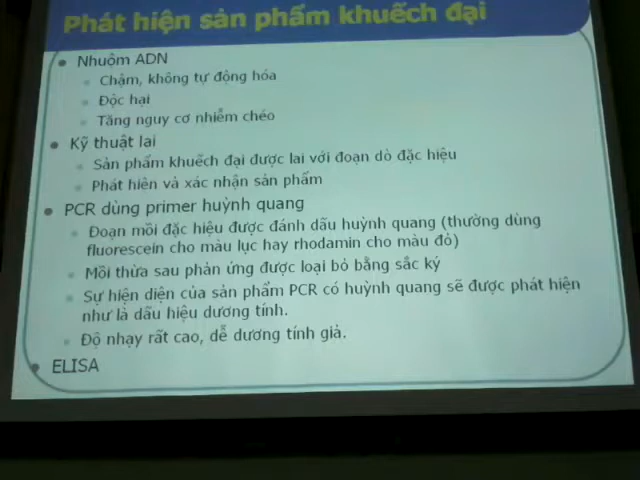 Phát hiện sản phẩm khuếch đại
Nhuộm ADN
Chậm, không tự động hóa
Độc hại
Tăng nguy cơ nhiễm chéo
Kỹ thuật lai
Sản phẩm khuếch đại được lai với đoạn dò đặc hiệu
Phát hiên và xác nhận sản phẩm
PCR dùng primer huỳnh quang
Đoạn mồi đặc hiệu được đánh dấu huỳnh quang (thường dùng
fluorescein cho màu lục hay rhodamin cho màu đỏ)
Mồi thừa sau phản ứng được loại bỏ bằng sắc ký
Sự hiện diện của sản phẩm PCR có huỳnh quang sẽ được phát hiện
như là dấu hiệu dương tính.
Độ nhạy rất cao, dễ dương tính giả.
ELISA